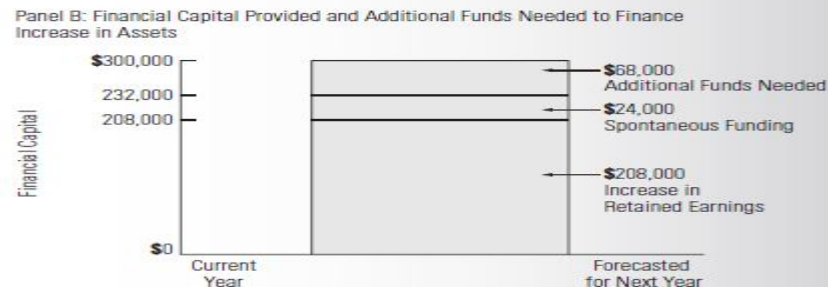 Panel B: Financial Capital Provided and Additional Funds Needed to Finance
Increase in Assets
$300,000
232,000
208,000
$0
Financial Capital
$68,000
Additional Funds Needed
$24,000
Spontaneous Funding
$208,000
Increase in
Retained Earnings
Current
Year
Forecasted
for Next Year